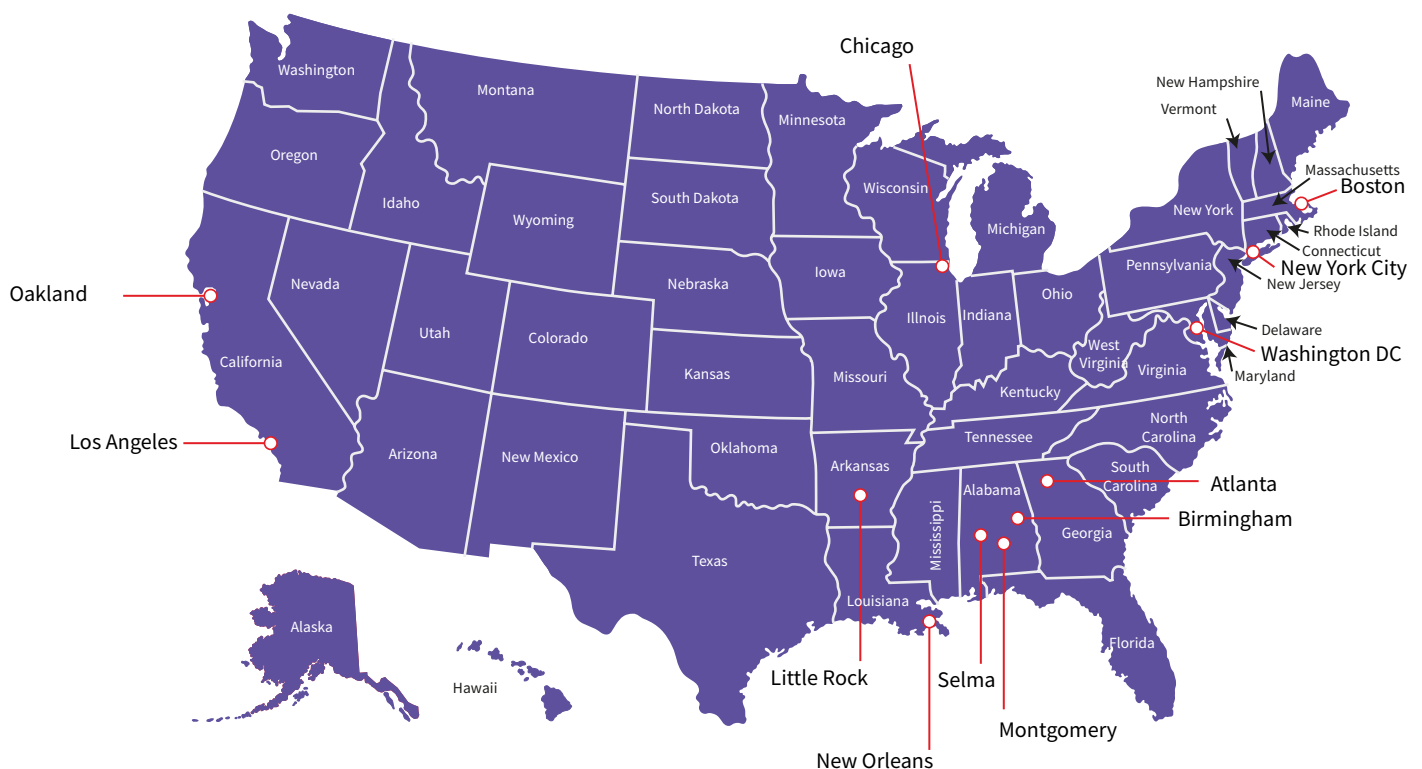 Chicago
Washington
Montana
North Dakota
Minnesota
New Hampshire
Vermont
Maine
Oregon
Idaho
Wyoming
South Dakota
Wisconsin
Michigan
New York
Massachusetts
Boston
Rhode Island
Connecticut
New York City
New Jersey
Pennsylvania
Oakland
Nevada
Utah
Colorado
Nebraska
Iowa
Illnois
Indiana
Ohio
West
Virginia
Virginia
Delaware
Washington DC
Maryland
California
Kansas
Missouri
Kentucky
Los Angeles
Arizona
New Mexico
Oklahoma
Arkansas
Tennessee
North
Carolina
South
Carolina
Atlanta
Birmingham
Alabama
Georgia
Mississippi
Texas
Louisiana
Florida
Alaska
Hawaii
Little Rock
Selma
Montgomery
New Orleans